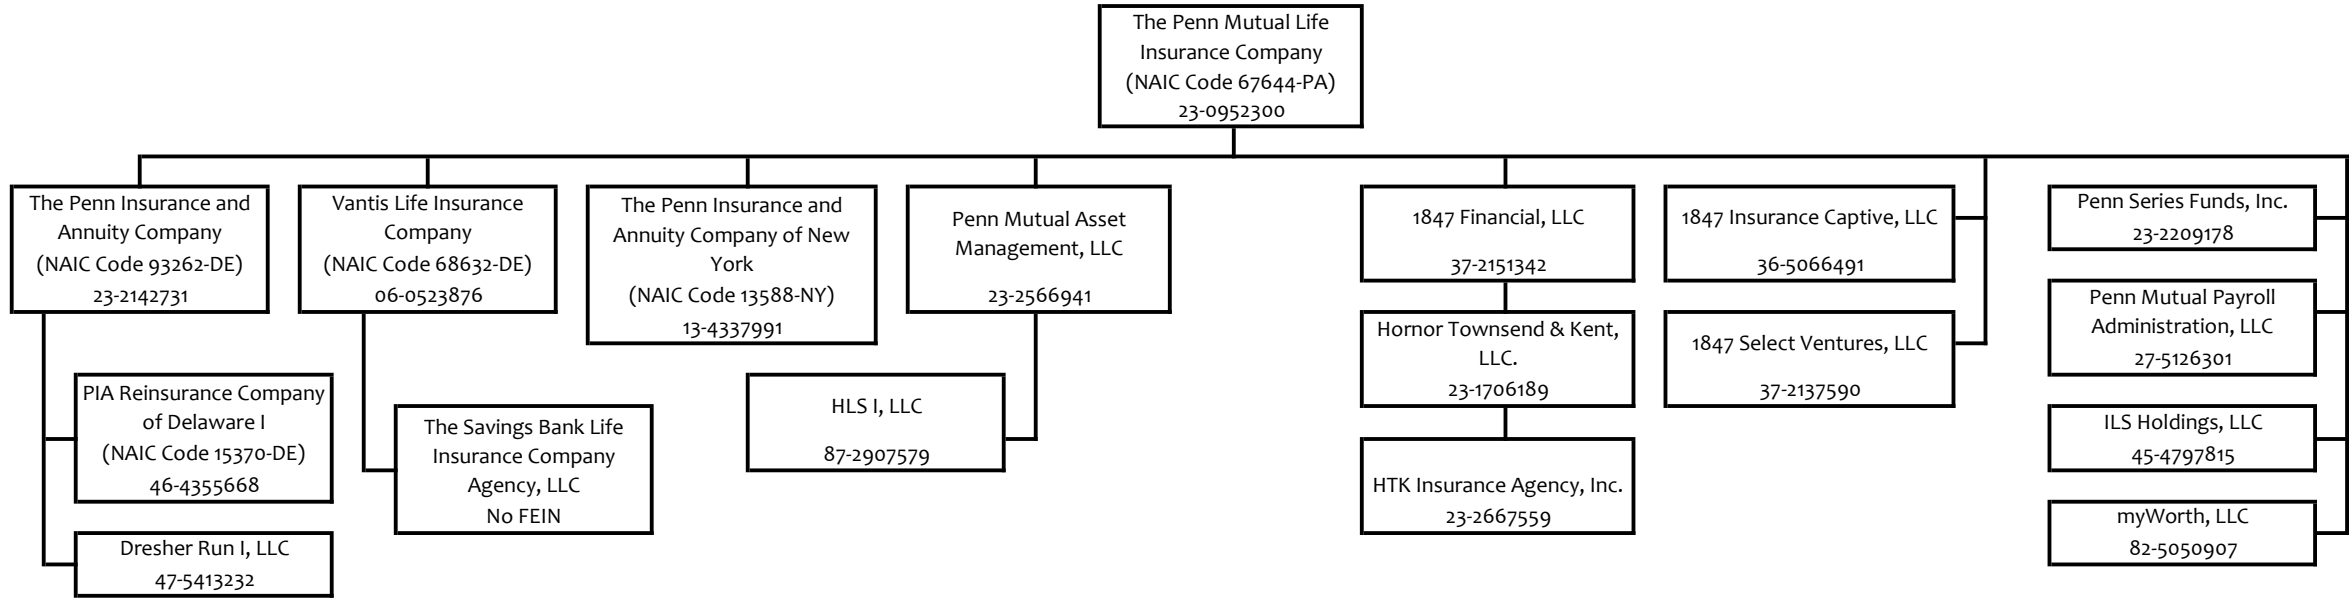 The Penn Mutual Life
Insurance Company
(NAIC Code 67644-PA)
23-0952300
The Penn Insurance and
Annuity Company
(NAIC Code 93262-DE)
23-2142731
Vantis Life Insurance
Company
(NAIC Code 68632-DE)
06-0523876
The Penn Insurance and
Annuity Company of New
York
(NAIC Code 13588-NY)
13-4337991
Penn Mutual Asset
Management, LLC
23-2566941
1847 Financial, LLC
37-2151342
1847 Insurance Captive, LLC
36-5066491
Penn Series Funds, Inc.
23-2209178
Penn Mutual Payroll
Administration, LLC
27-5126301
Hornor Townsend & Kent,
LLC.
23-1706189
1847 Select Ventures, LLC
37-2137590
PIA Reinsurance Company
of Delaware I
(NAIC Code 15370-DE)
46-4355668
The Savings Bank Life
Insurance Company
Agency, LLC
No FEIN
HLS I, LLC
87-2907579
ILS Holdings, LLC
45-4797815
HTK Insurance Agency, Inc.
23-2667559
myWorth, LLC
82-5050907
Dresher Run I, LLC
47-5413232